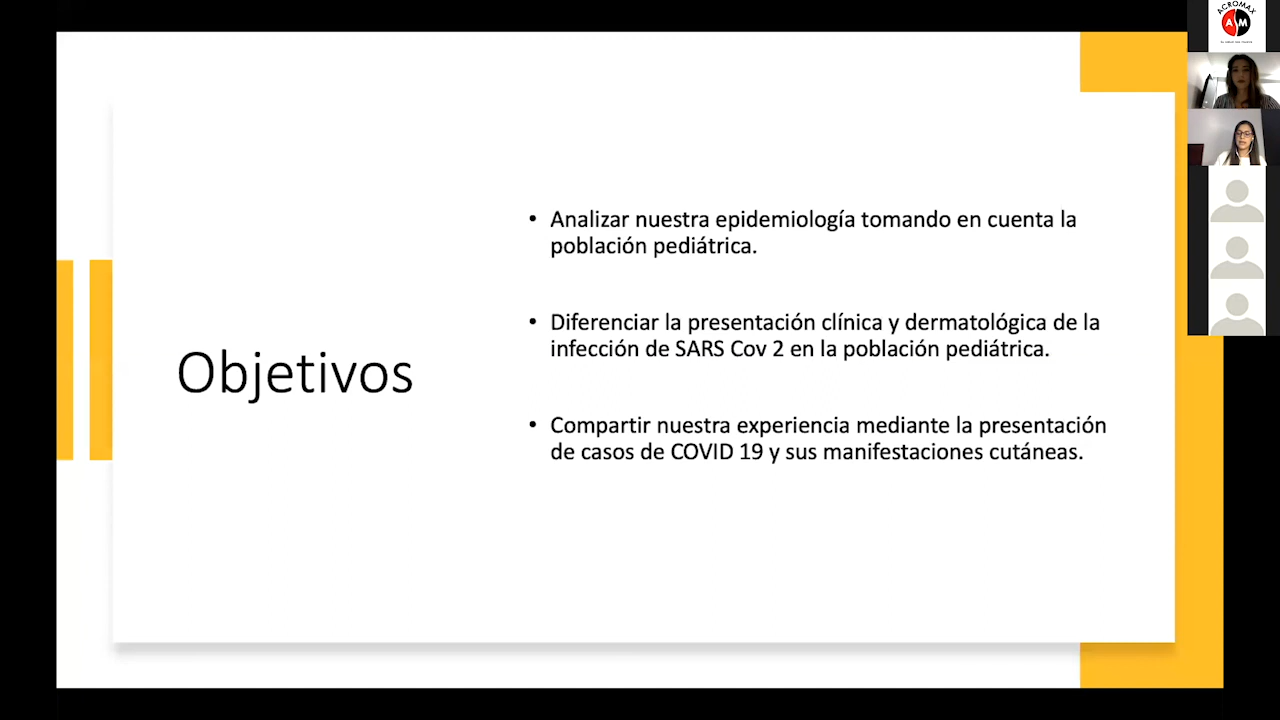 ACROMAX
ASM
Objetivos
• Analizar nuestra epidemiología tomando en cuenta la
población pediátrica.
• Diferenciar la presentación clínica y dermatológica de la
infección de SARS Cov 2 en la población pediátrica.
• Compartir nuestra experiencia mediante la presentación
de casos de COVID 19 y sus manifestaciones cutáneas.